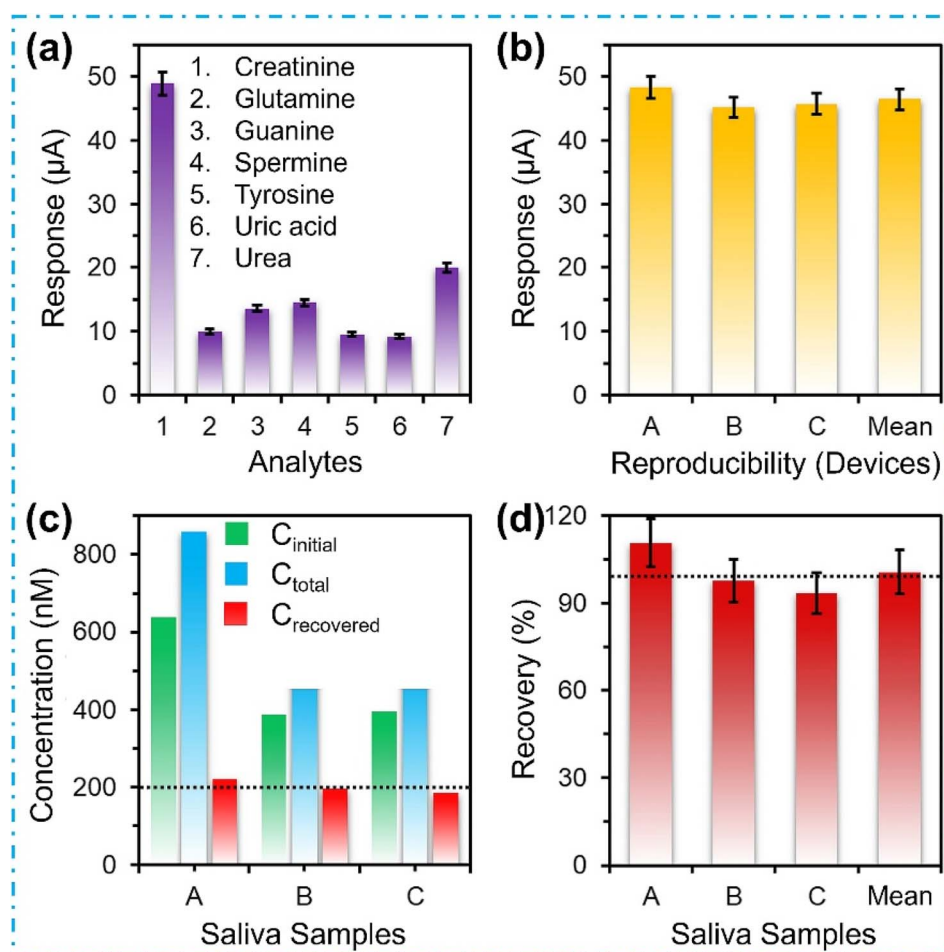 (a)
50
40
30
20
10
0
Response (µA)
1. Creatinine
2. Glutamine
3. Guanine
4. Spermine
5. Tyrosine
6. Uric acid
7. Urea
1 2 3 4 5 6 7
Analytes
(b)
50
40
30
20
10
0
Response (µA)
A B C Mean
Reproducibility (Devices)
(c)
800
600
400
200
0
Concentration (nM)
Cinitial
Ctotal
Crecovered
A B C
Saliva Samples
(d)
120
90
60
30
0
Recovery (%)
A B C Mean
Saliva Samples